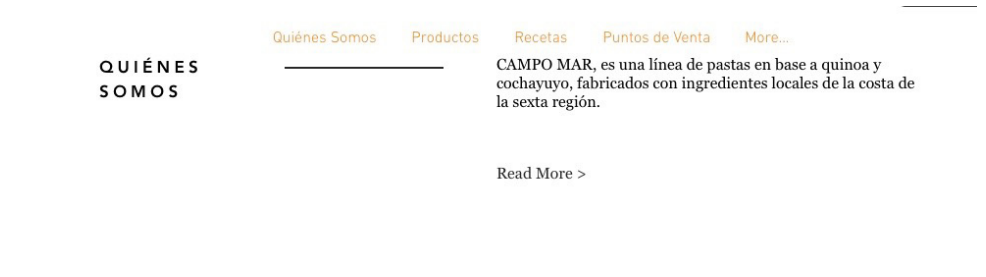 Quiénes Somos Productos Recetas Puntos de Venta More...
QUIÉNES
SOMOS
CAMPO MAR, es una línea de pastas en base a quinoa y
cochayuyo, fabricados con ingredientes locales de la costa de
la sexta región.
Read More >